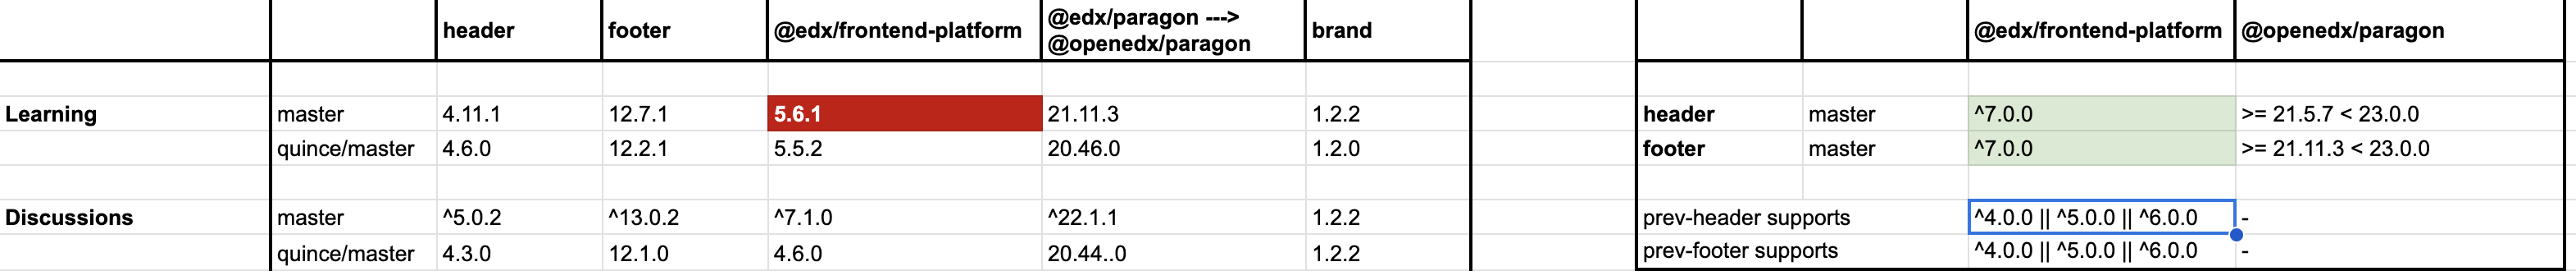 header footer @edx/frontend-platform @edx/paragon ---> brand @edx/frontend-platform @openedx/paragon
@openedx/paragon
Learning master 4.11.1 12.7.1 5.6.1 21.11.3 1.2.2 header master ^7.0.0 >= 21.5.7 < 23.0.0
quince/master 4.6.0 12.2.1 5.5.2 20.46.0 1.2.0 footer master ^7.0.0 >= 21.11.3 < 23.0.0
Discussions master ^5.0.2 ^13.0.2 ^7.1.0 ^22.1.1 1.2.2 prev-header supports ^4.0.0 || ^5.0.0 || ^6.0.0 -
quince/master 4.3.0 12.1.0 4.6.0 20.44..0 1.2.2 prev-footer supports ^4.0.0 || ^5.0.0 || ^6.0.0 -